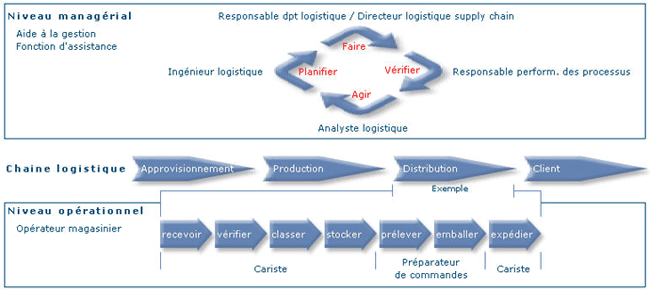 Niveau managérial
Responsable dpt logistique / Directeur logistique supply chain
Aide à la gestion
Fonction d'assistance
Faire
Ingénieur logistique
Planifier
Vérifier
Responsable perform. des processus
Agir
Analyste logistique
Chaine logistique
Approvisionnement
Production
Distribution
Client
Exemple
Niveau opérationnel
Opérateur magasinier
recevoir
vérifier
classer
stocker
prélever
emballer
expédier
Cariste
Préparateur
de commandes
Cariste